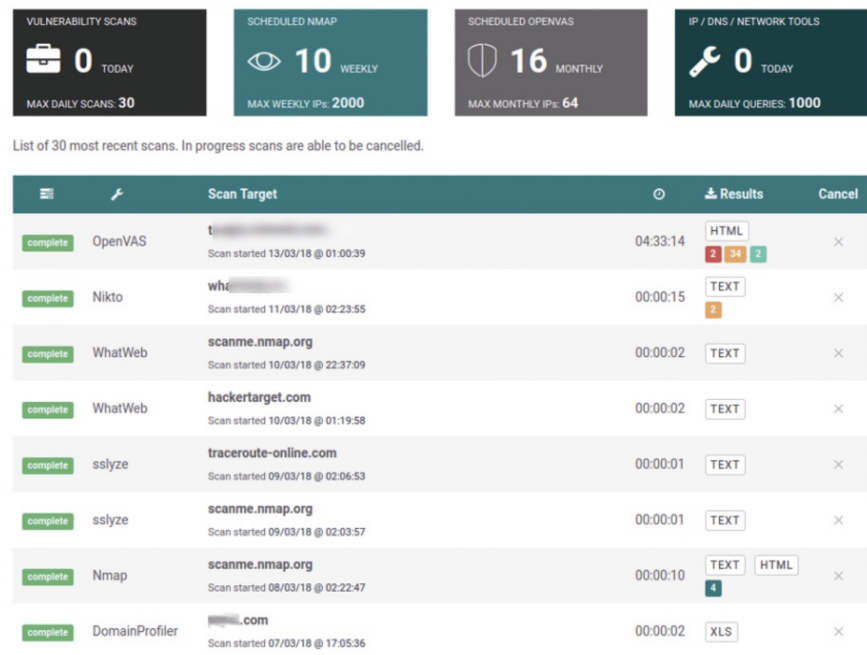 VULNERABILITY SCANS
0 TODAY
MAX DAILY SCANS: 30
SCHEDULED NMAP
10 WEEKLY
MAX WEEKLY IPs: 2000
SCHEDULED OPENVAS
16 MONTHLY
MAX MONTHLY IPs: 64
IP / DNS / NETWORK TOOLS
0 TODAY
MAX DAILY QUERIES: 1000
List of 30 most recent scans. In progress scans are able to be cancelled.
Scan Target Results Cancel
complete OpenVAS t 04:33:14 HTML
Scan started 13/03/18 @ 01:00:39 2 34 2
complete Nikto wha 00:00:15 TEXT
Scan started 11/03/18 @ 02:23:55 2
complete WhatWeb scanme.nmap.org 00:00:02 TEXT
Scan started 10/03/18 @ 22:37:09
complete WhatWeb hackertarget.com 00:00:02 TEXT
Scan started 10/03/18 @ 01:19:58
complete sslyze traceroute-online.com 00:00:01 TEXT
Scan started 09/03/18 @ 02:06:53
complete sslyze scanme.nmap.org 00:00:01 TEXT
Scan started 09/03/18 @ 02:03:57
complete Nmap scanme.nmap.org 00:00:10 TEXT HTML
Scan started 08/03/18 @ 02:22:47 4
complete DomainProfiler .com 00:00:02 XLS
Scan started 07/03/18 @ 17:05:36